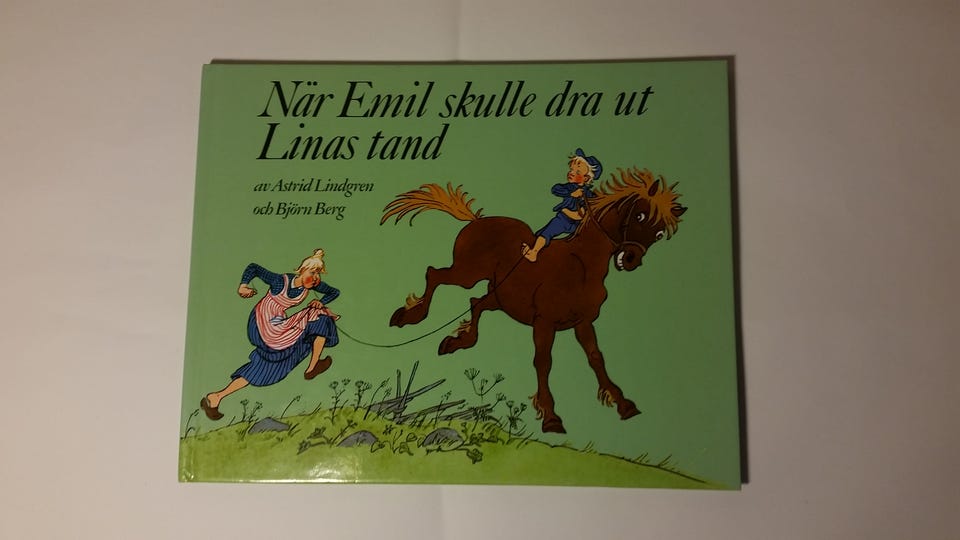 När Emil skulle dra ut
Linas tand
av Astrid Lindgren
och Björn Berg